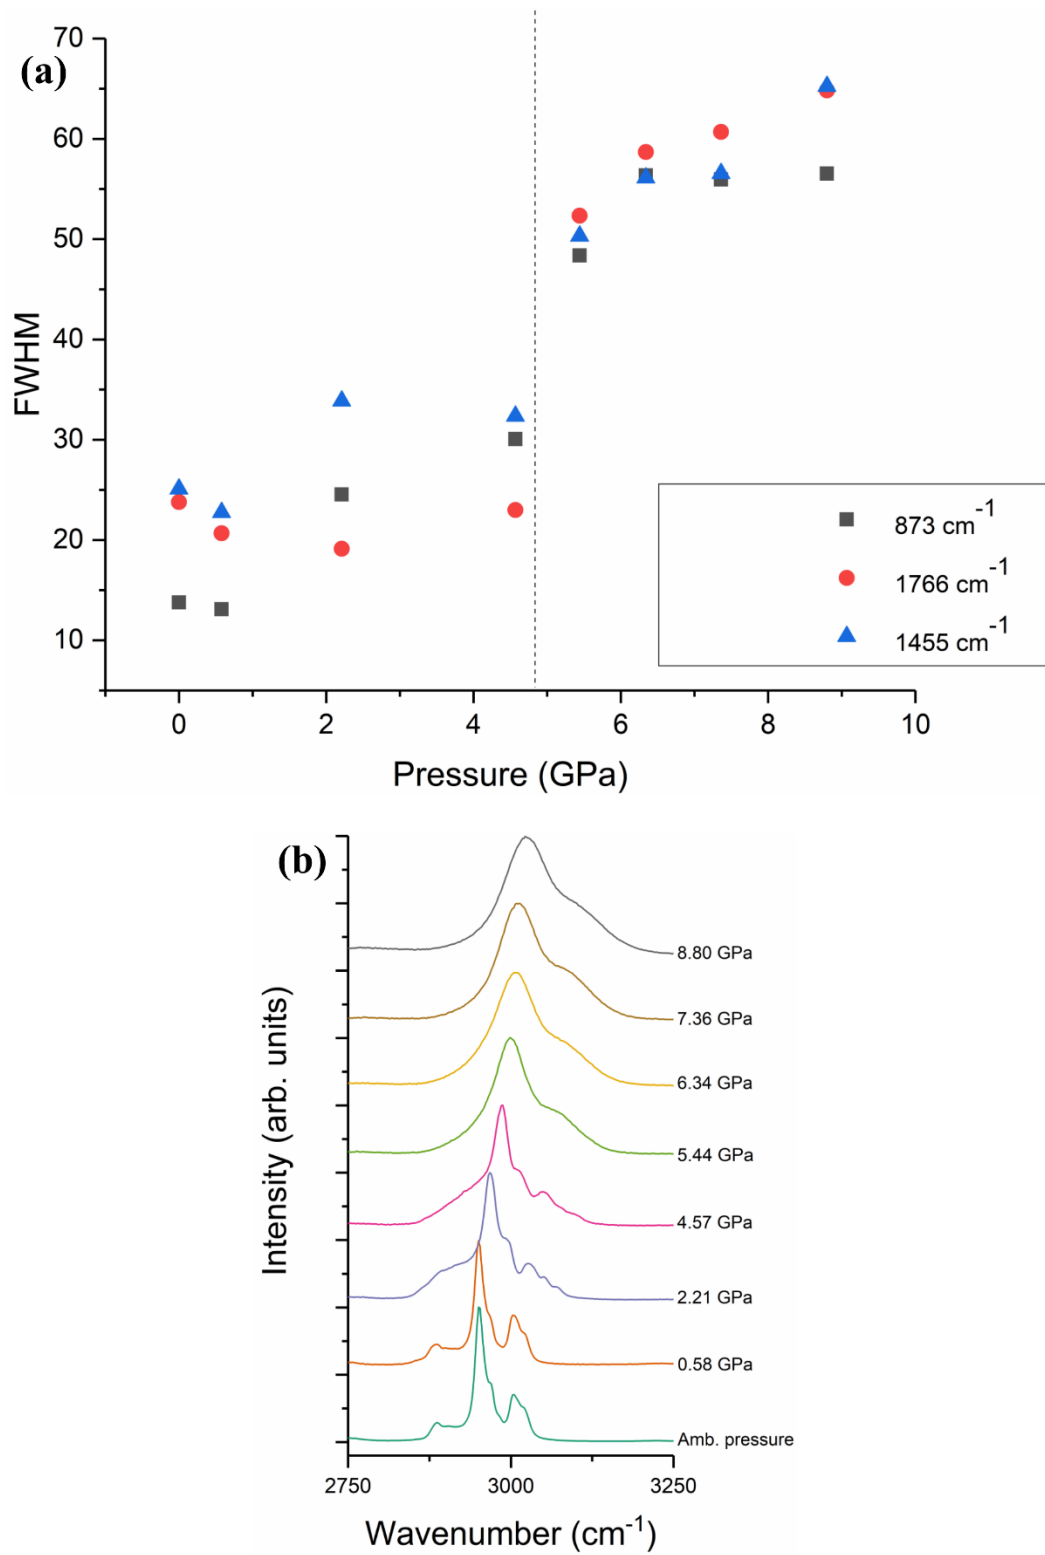 (a)
70
60
50
40
30
20
10
FWHM
0 2 4 6 8 10
Pressure (GPa)
873 cm⁻¹
1766 cm⁻¹
1455 cm⁻¹
(b)
Intensity (arb. units)
8.80 GPa
7.36 GPa
6.34 GPa
5.44 GPa
4.57 GPa
2.21 GPa
0.58 GPa
Amb. pressure
2750 3000 3250
Wavenumber (cm⁻¹)